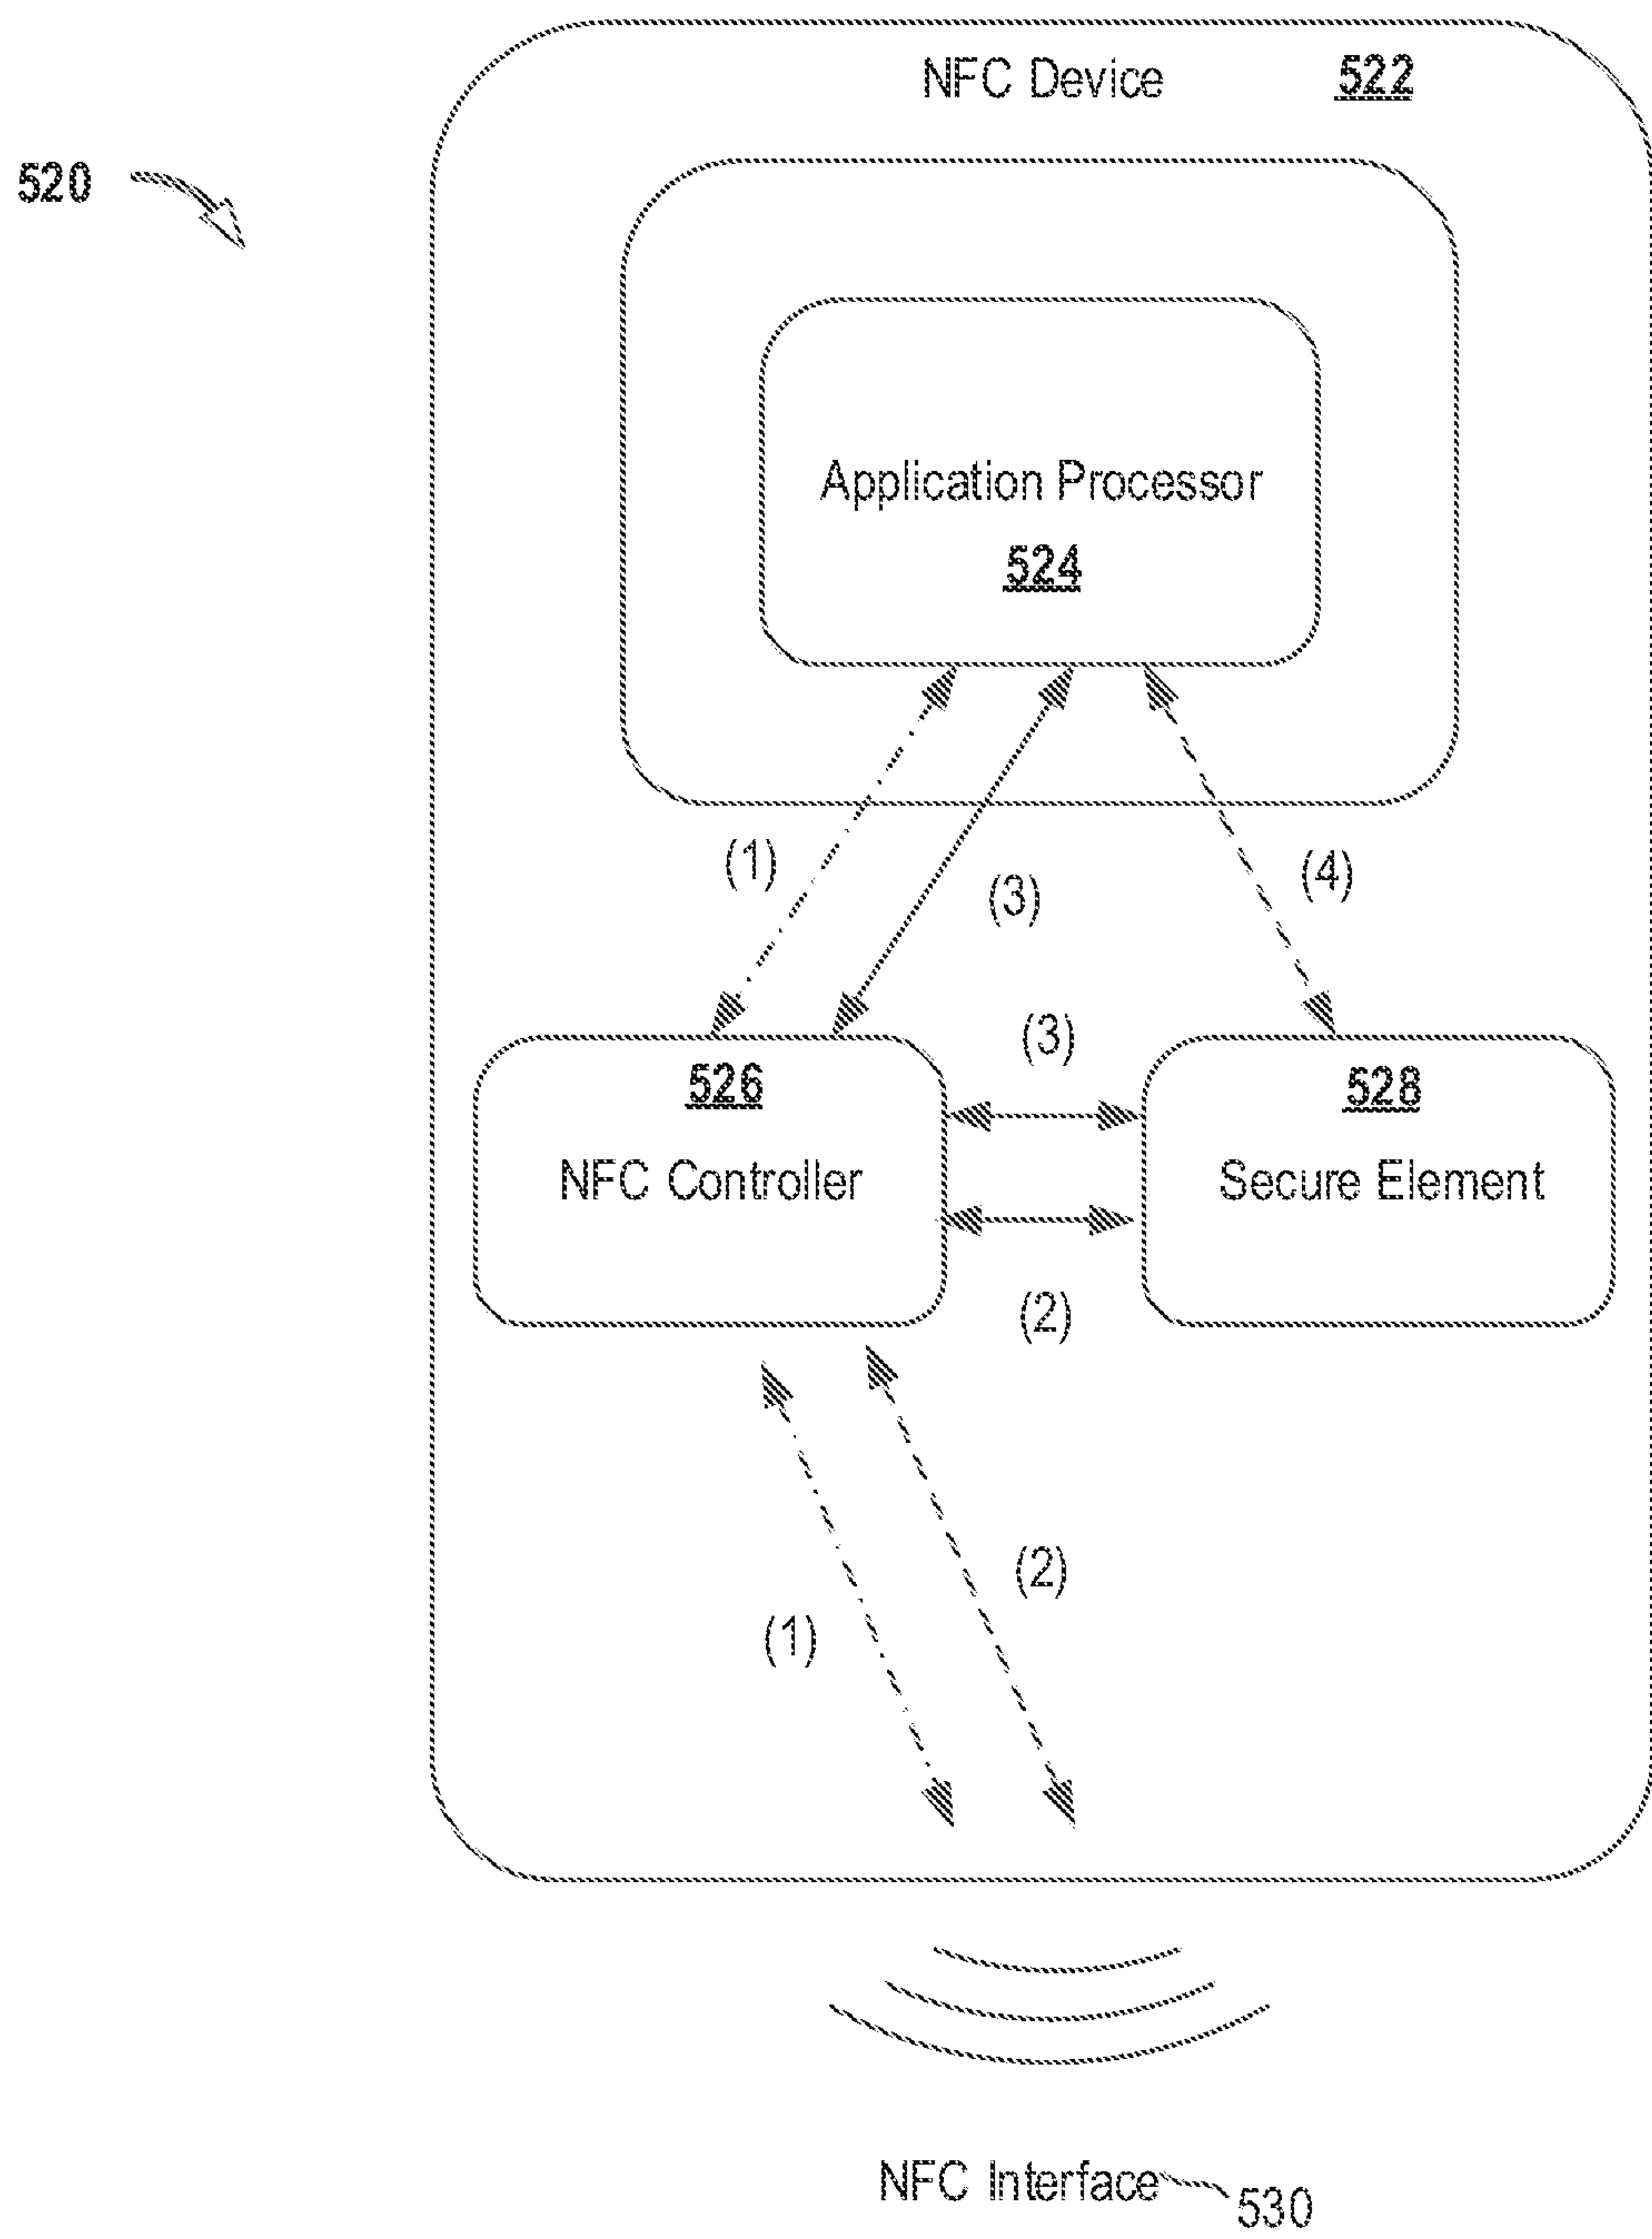 NFC Device 522
520
Application Processor
524
(1)
(3)
(4)
(3)
526
528
NFC Controller
Secure Element
(2)
(2)
(1)
NFC Interface 530